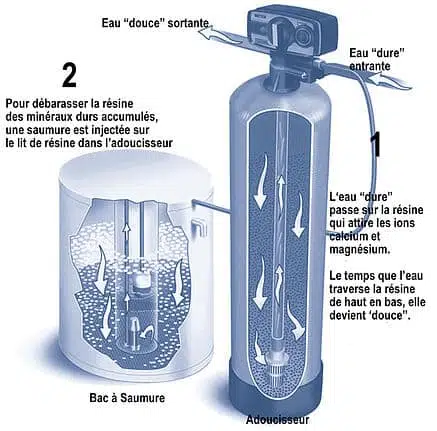 Eau “douce” sortante
Eau “dure”
entrante
2
Pour débarasser la résine
des minéraux durs accumulés,
une saumure est injectée sur
le lit de résine dans l'adoucisseur
1
L'eau “dure”
passe sur la résine
qui attire les ions
calcium et
magnésium.
Le temps que l'eau
traverse la résine
de haut en bas, elle
devient ‘douce”.
Bac à Saumure
Adoucisseur